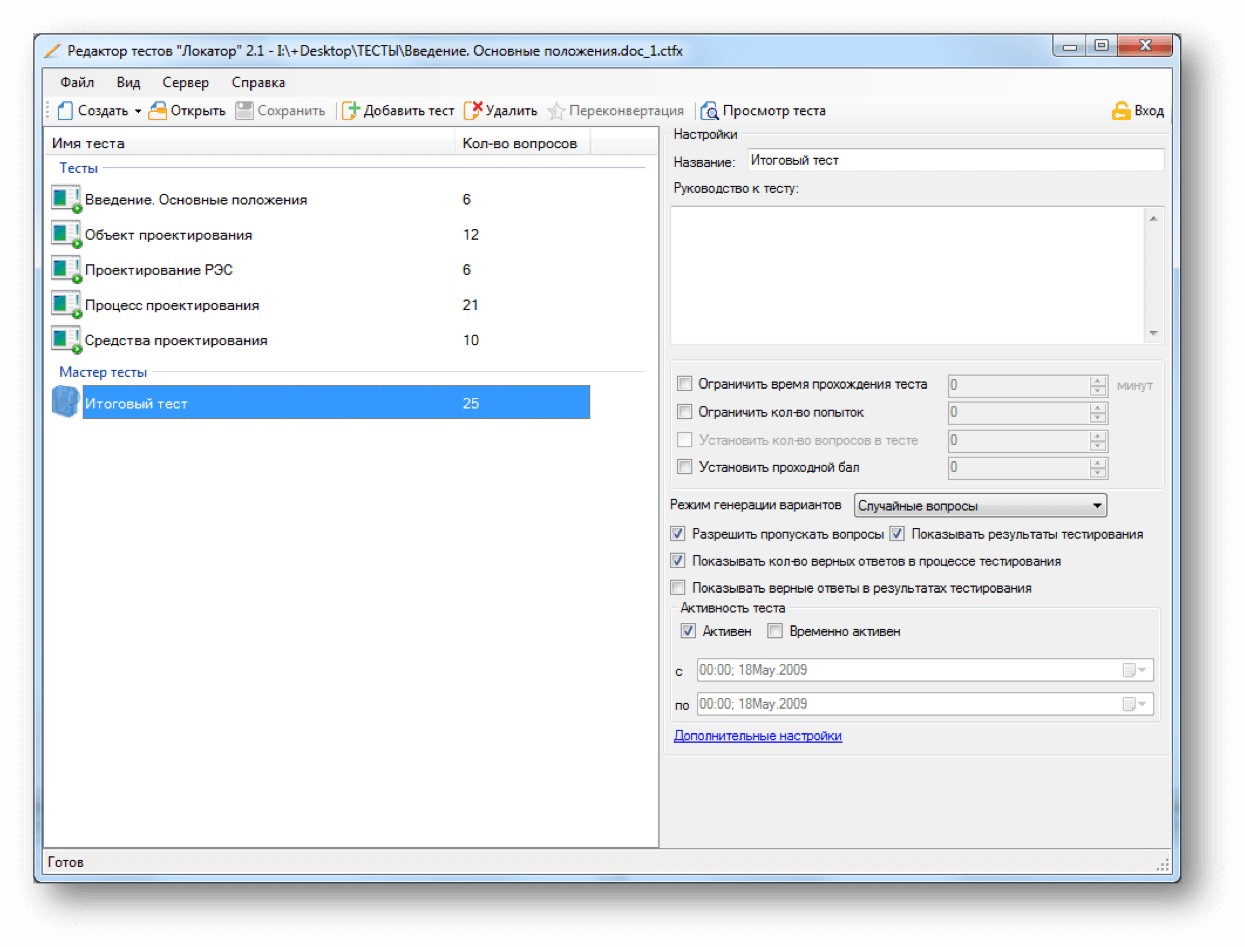 Редактор тестов "Локатор" 2.1 - I:\+Desktop\ТЕСТЫ\Введение. Основные положения.doc_1.ctfx
Файл Вид Сервер Справка
Создать Открыть Сохранить Добавить тест Удалить Переконвертация Просмотр теста Вход
Имя теста Кол-во вопросов
Тесты
Введение. Основные положения 6
Объект проектирования 12
Проектирование РЭС 6
Процесс проектирования 21
Средства проектирования 10
Мастер тесты
Итоговый тест 25
Настройки
Название: Итоговый тест
Руководство к тесту:
Ограничить время прохождения теста 0 минут
Ограничить кол-во попыток 0
Установить кол-во вопросов в тесте 0
Установить проходной бал 0
Режим генерации вариантов Случайные вопросы
Разрешить пропускать вопросы Показывать результаты тестирования
Показывать кол-во верных ответов в процессе тестирования
Показывать верные ответы в результатах тестирования
Активность теста
Активен Временно активен
с 00:00; 18May.2009
по 00:00; 18May.2009
Дополнительные настройки
Готов